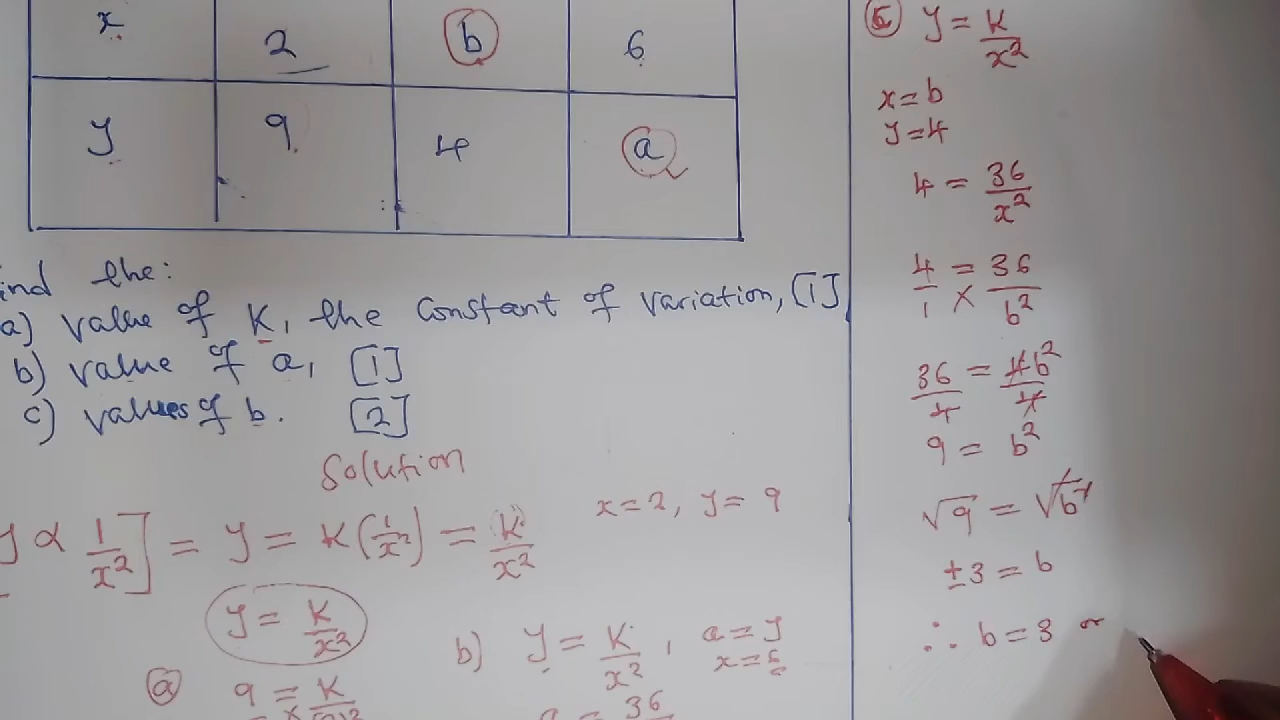 x 2 b 6
y 9 4 a
ind the:
a) value of K, the constant of variation, [1]
b) value of a, [1]
c) values of b. [2]
Solution
y ∝ 1/x²] = y = K(1/x²) = K/x²
x=2, y=9
y = K/x²
(a) 9 = K
b) y = K/x², a=y
x=6
= 36
(c) y = K/x²
x=b
y=4
4 = 36/x²
4/1 × = 36/b²
36/4 = 4b²/4
9 = b²
√9 = √b²
±3 = b
∴ b=3 or